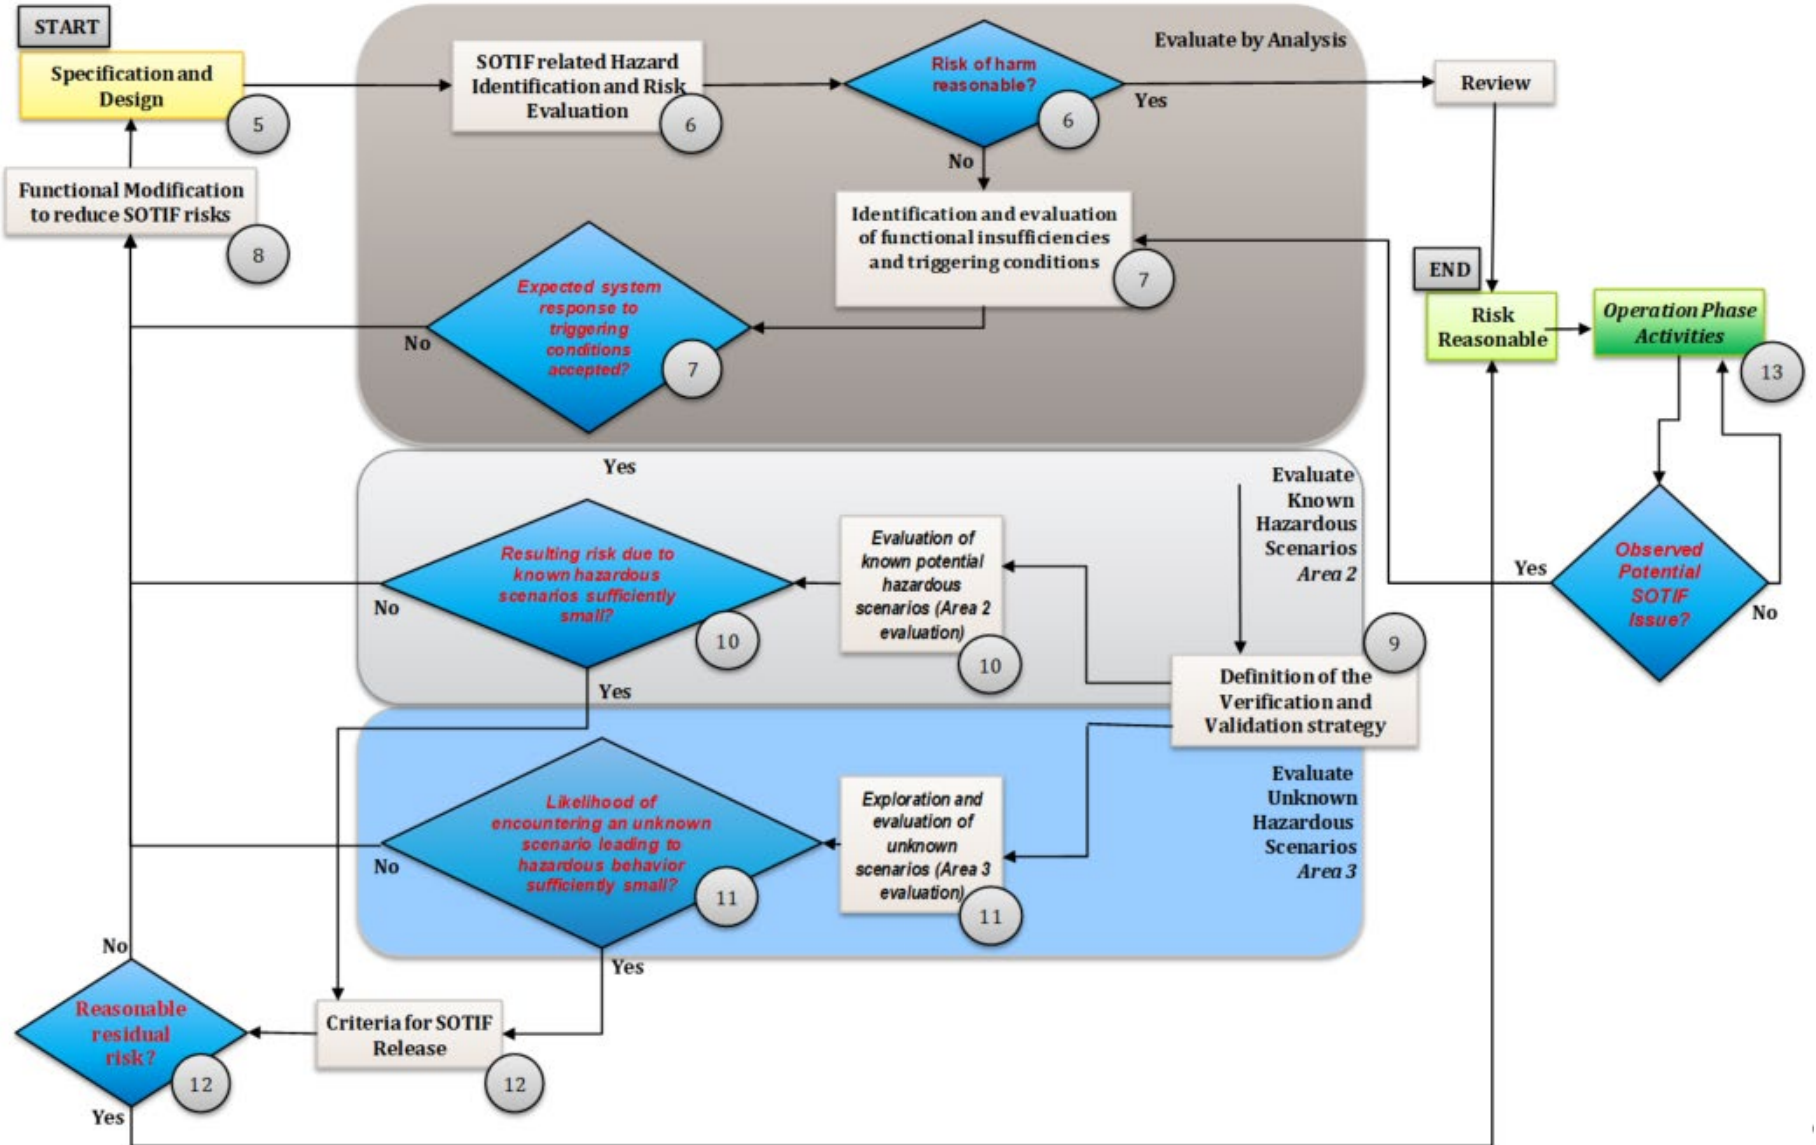 START
Specification and
Design
5
Functional Modification
to reduce SOTIF risks
8
SOTIF related Hazard
Identification and Risk
Evaluation
6
Risk of harm
reasonable?
6
Evaluate by Analysis
Yes
No
Review
Identification and evaluation
of functional insufficiencies
and triggering conditions
7
Expected system
response to
triggering
conditions
accepted?
7
No
END
Risk
Reasonable
Operation Phase
Activities
13
Yes
Evaluate
Known
Hazardous
Scenarios
Area 2
Resulting risk due to
known hazardous
scenarios sufficiently
small?
10
No
Yes
Evaluation of
known potential
hazardous
scenarios (Area 2
evaluation)
10
9
Definition of the
Verification and
Validation strategy
Observed
Potential
SOTIF
Issue?
Yes
No
Evaluate
Unknown
Hazardous
Scenarios
Area 3
Likelihood of
encountering an unknown
scenario leading to
hazardous behavior
sufficiently small?
11
No
Yes
Exploration and
evaluation of
unknown
scenarios (Area 3
evaluation)
11
No
Reasonable
residual
risk?
12
Yes
Criteria for SOTIF
Release
12